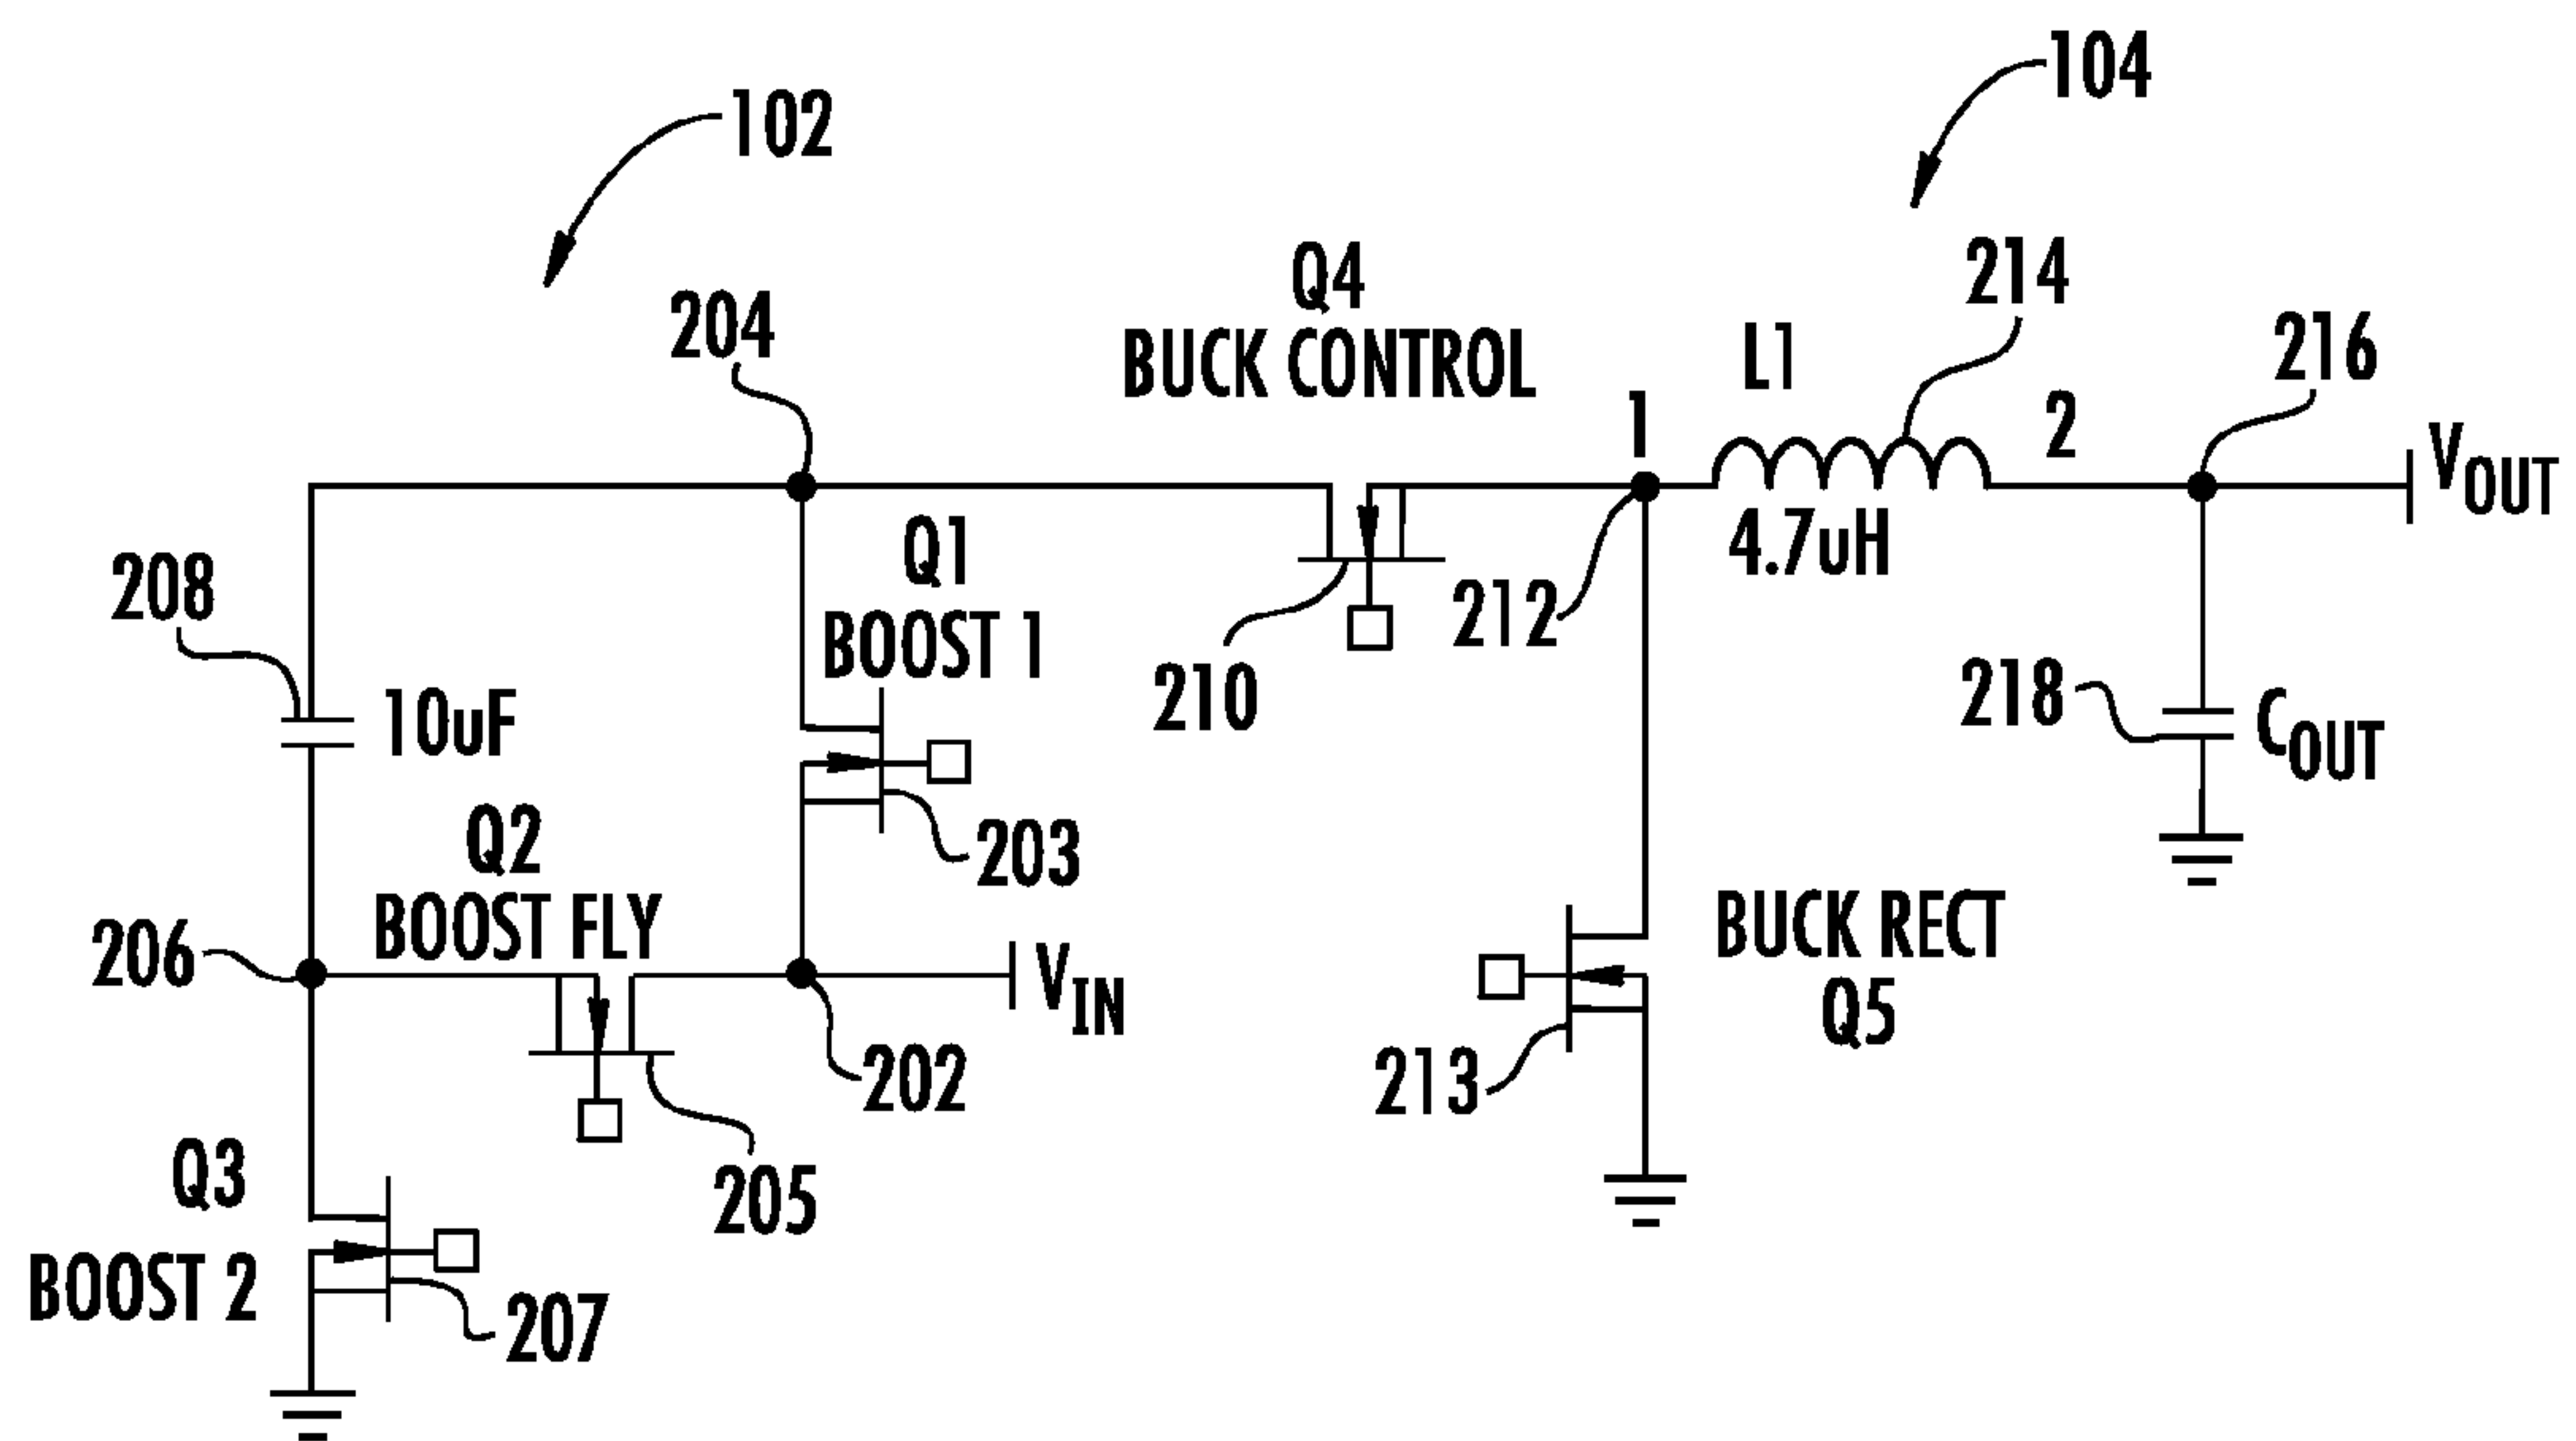 102
104
204
Q4
BUCK CONTROL
214
L1
216
1
2
VOUT
4.7uH
212
210
208
10uF
Q1
BOOST 1
203
218
COUT
Q2
BOOST FLY
206
VIN
202
205
BUCK RECT
Q5
213
Q3
BOOST 2
207